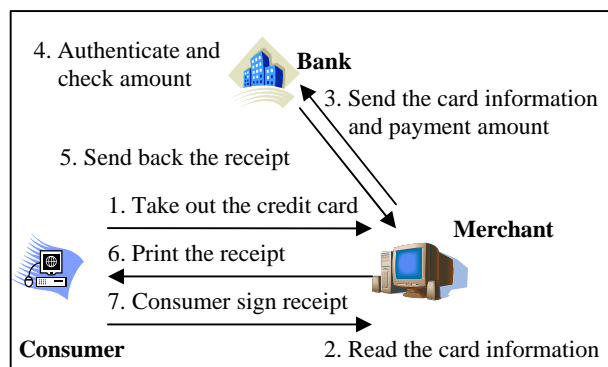 4. Authenticate and
check amount
Bank
3. Send the card information
and payment amount
5. Send back the receipt
1. Take out the credit card
Merchant
6. Print the receipt
7. Consumer sign receipt
Consumer
2. Read the card information